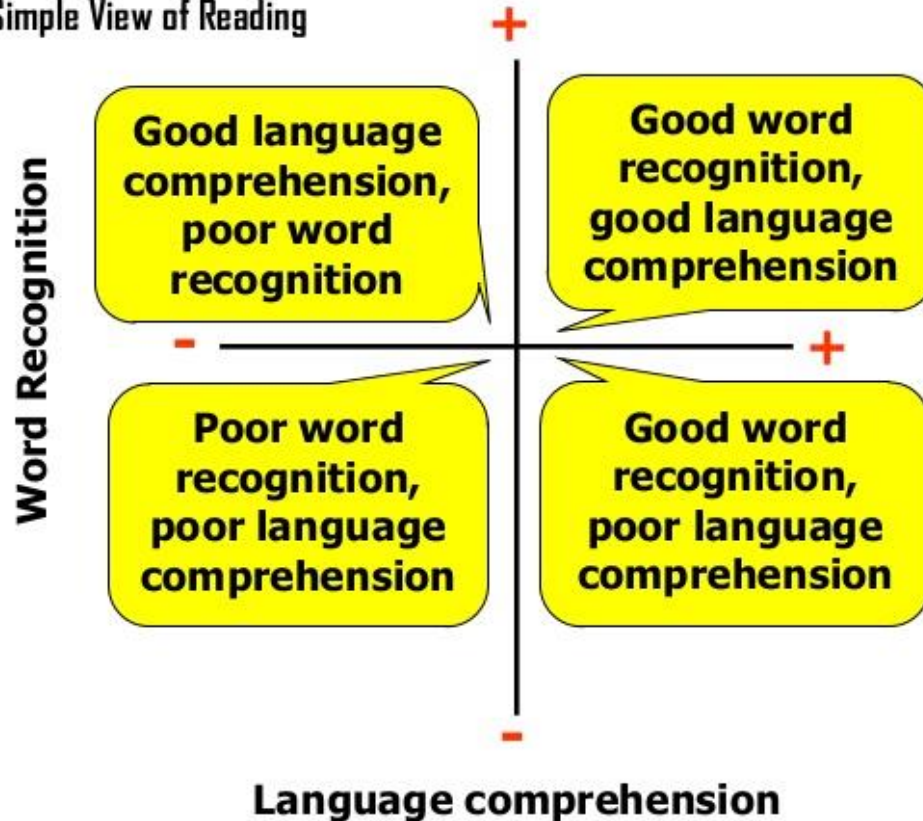 Simple View of Reading
+
Good language
comprehension,
poor word
recognition
Good word
recognition,
good language
comprehension
Word Recognition
-
+
Poor word
recognition,
poor language
comprehension
Good word
recognition,
poor language
comprehension
-
Language comprehension